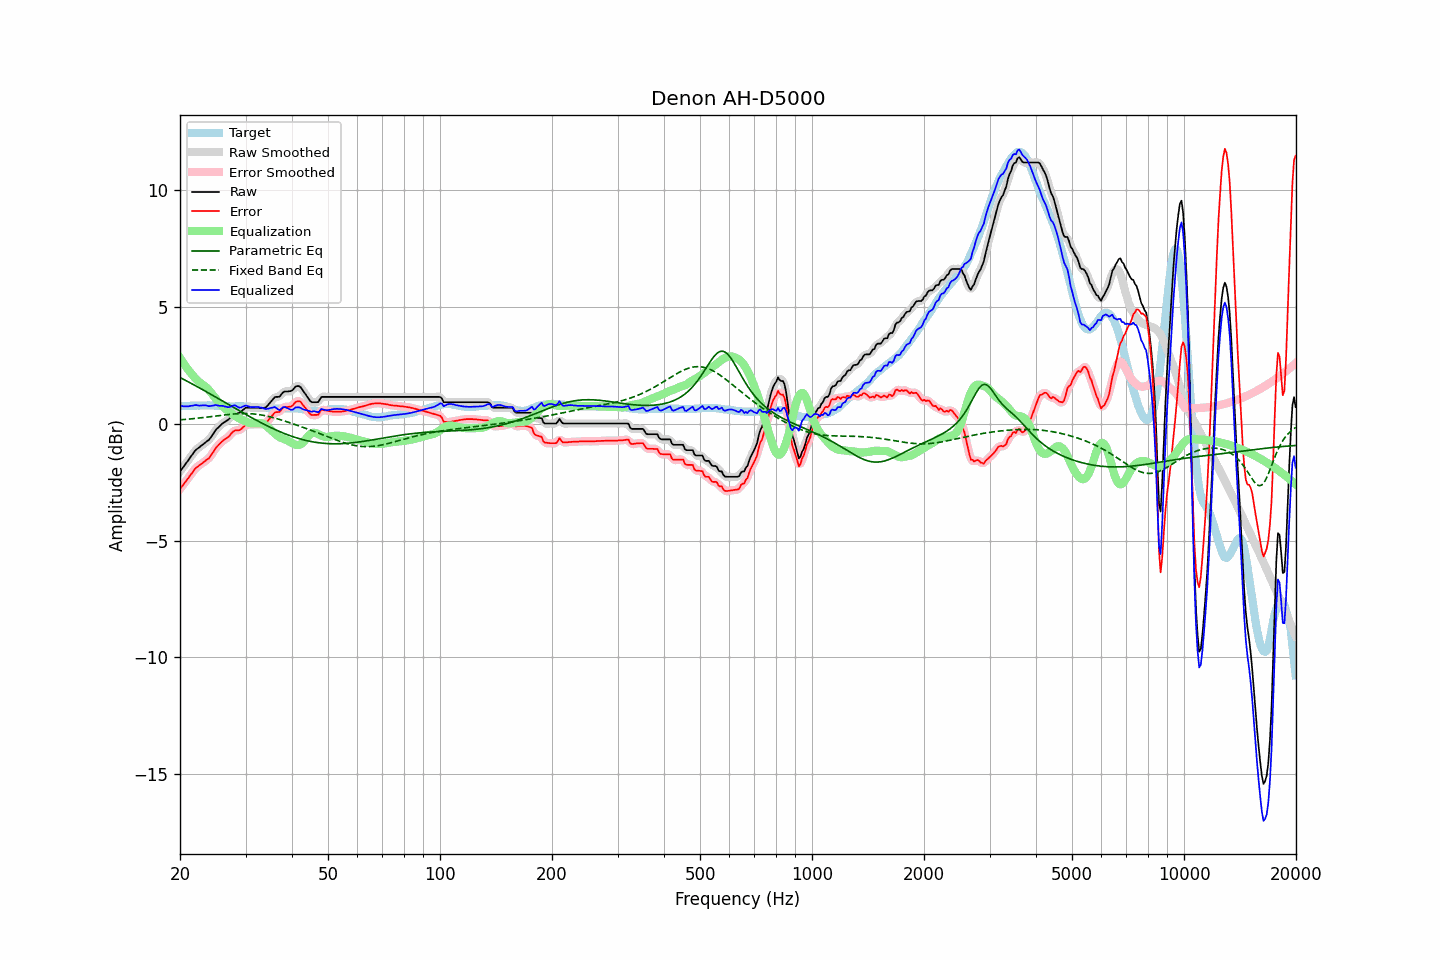 Denon AH-D5000
Target
Raw Smoothed
Error Smoothed
Raw
Error
Equalization
Parametric Eq
Fixed Band Eq
Equalized
Amplitude (dBr)
10
5
0
−5
−10
−15
20 50 100 200 500 1000 2000 5000 10000 20000
Frequency (Hz)